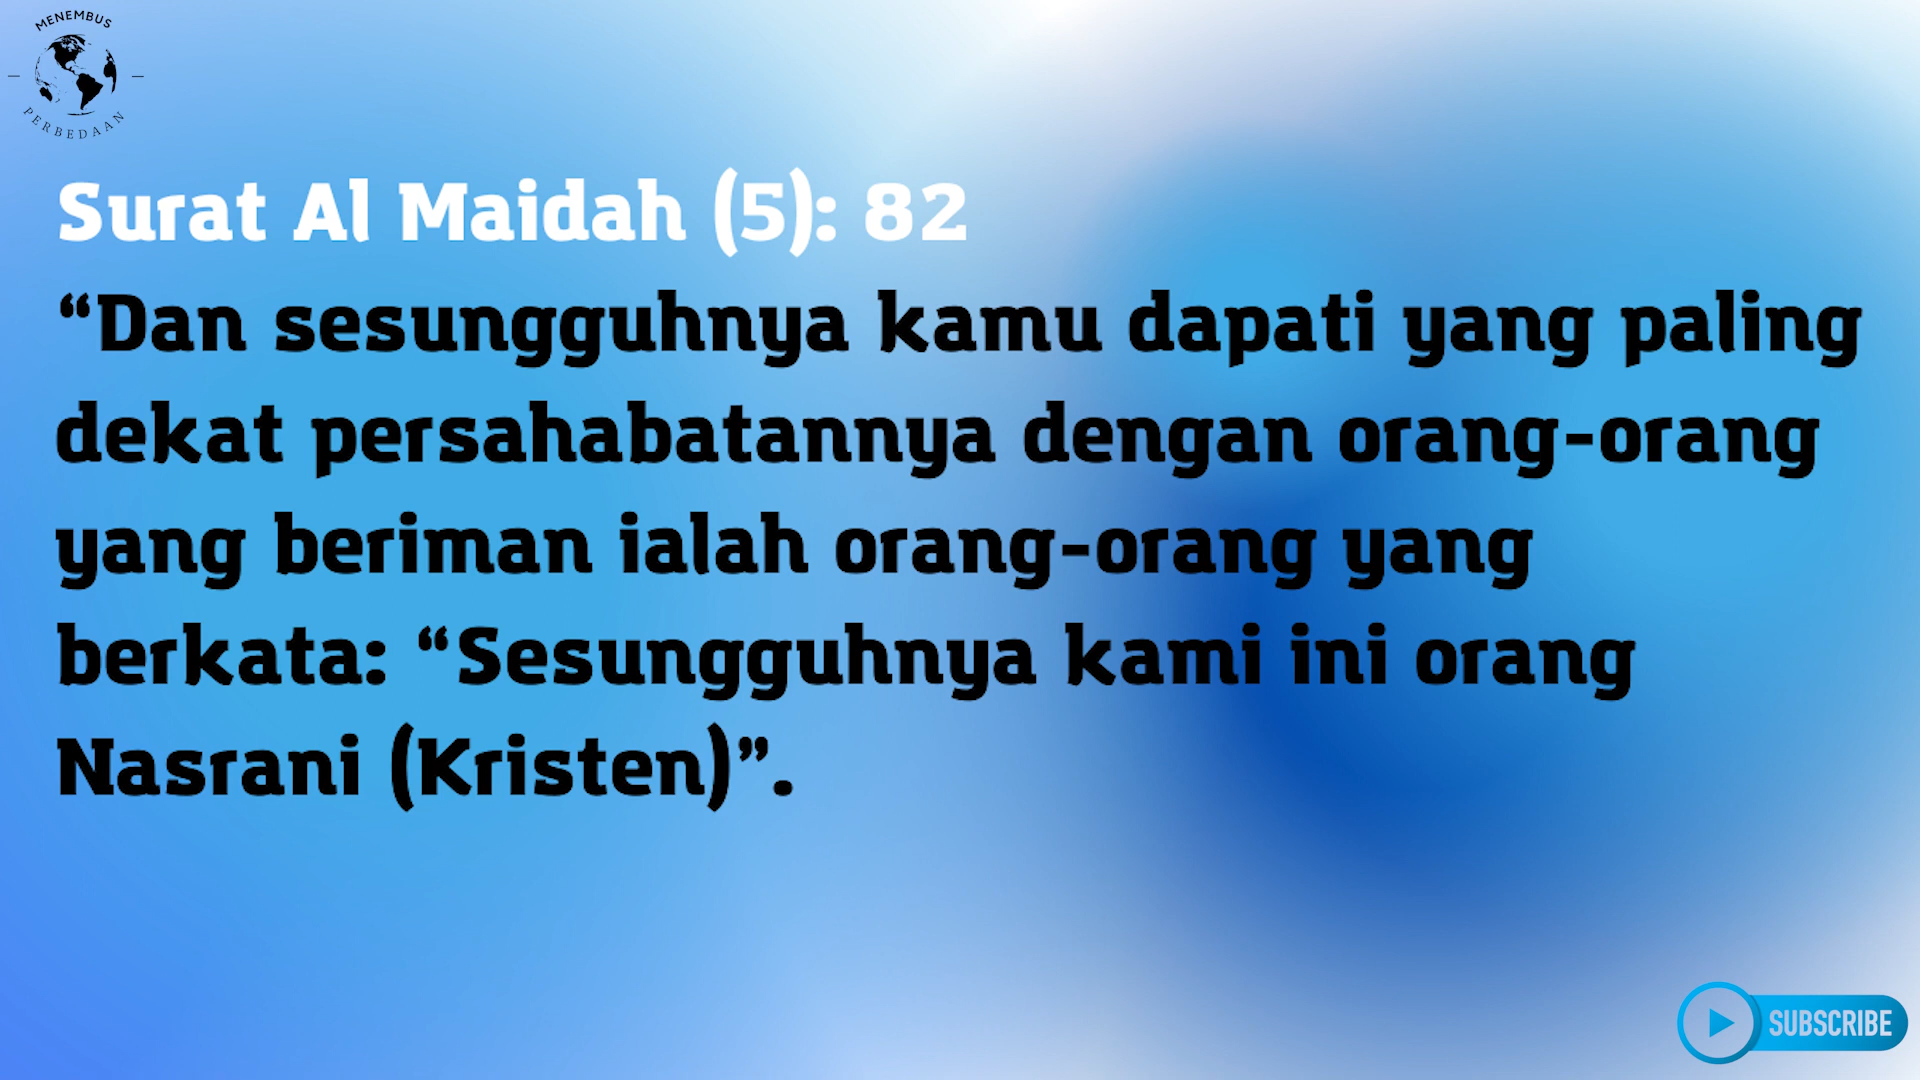 MENEMBUS
PERBEDAAN
Surat Al Maidah (5): 82
“Dan sesungguhnya kamu dapati yang paling
dekat persahabatannya dengan orang-orang
yang beriman ialah orang-orang yang
berkata: “Sesungguhnya kami ini orang
Nasrani (Kristen)”.
SUBSCRIBE